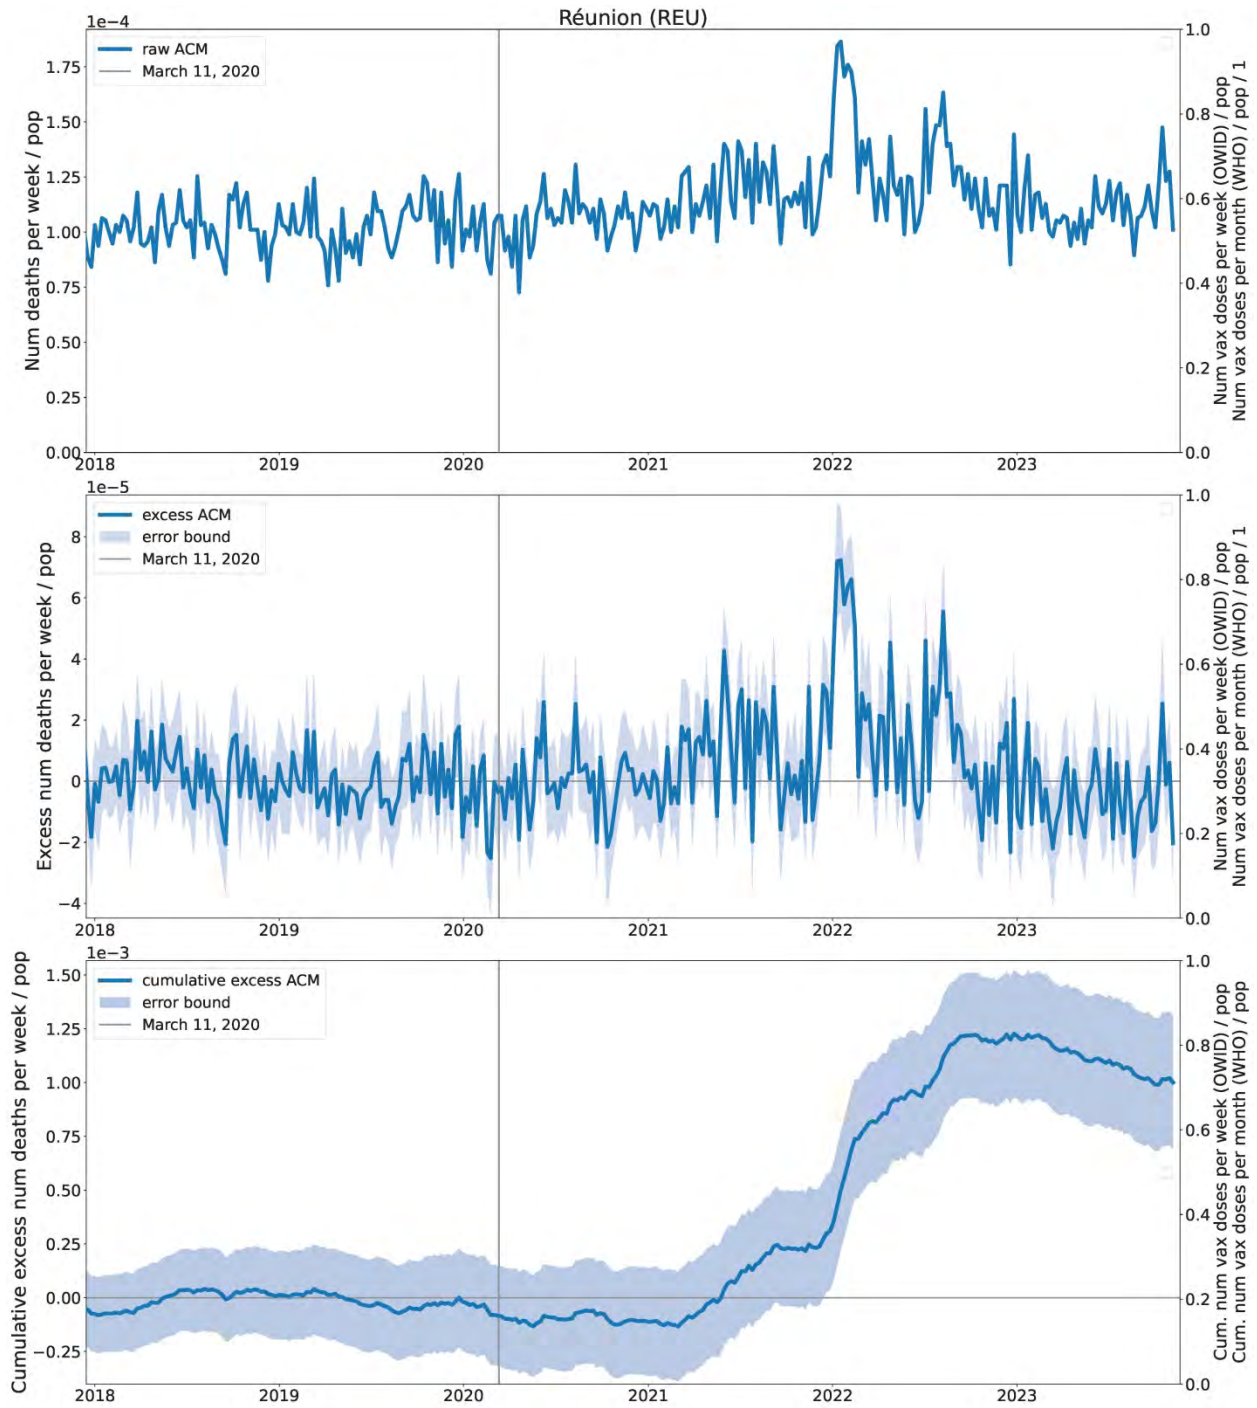 Réunion (REU)
1e−4
raw ACM
March 11, 2020
Num deaths per week / pop
1.75
1.50
1.25
1.00
0.75
0.50
0.25
0.00
1.0
0.8
0.6
0.4
0.2
0.0
Num vax doses per week (OWID) / pop
Num vax doses per month (WHO) / pop / 1
2018 2019 2020 2021 2022 2023
1e−5
excess ACM
error bound
March 11, 2020
Excess num deaths per week / pop
8
6
4
2
0
−2
−4
1.0
0.8
0.6
0.4
0.2
0.0
Num vax doses per week (OWID) / pop
Num vax doses per month (WHO) / pop / 1
2018 2019 2020 2021 2022 2023
1e−3
cumulative excess ACM
error bound
March 11, 2020
Cumulative excess num deaths per week / pop
1.50
1.25
1.00
0.75
0.50
0.25
0.00
−0.25
1.0
0.8
0.6
0.4
0.2
0.0
Cum. num vax doses per week (OWID) / pop
Cum. num vax doses per month (WHO) / pop
2018 2019 2020 2021 2022 2023